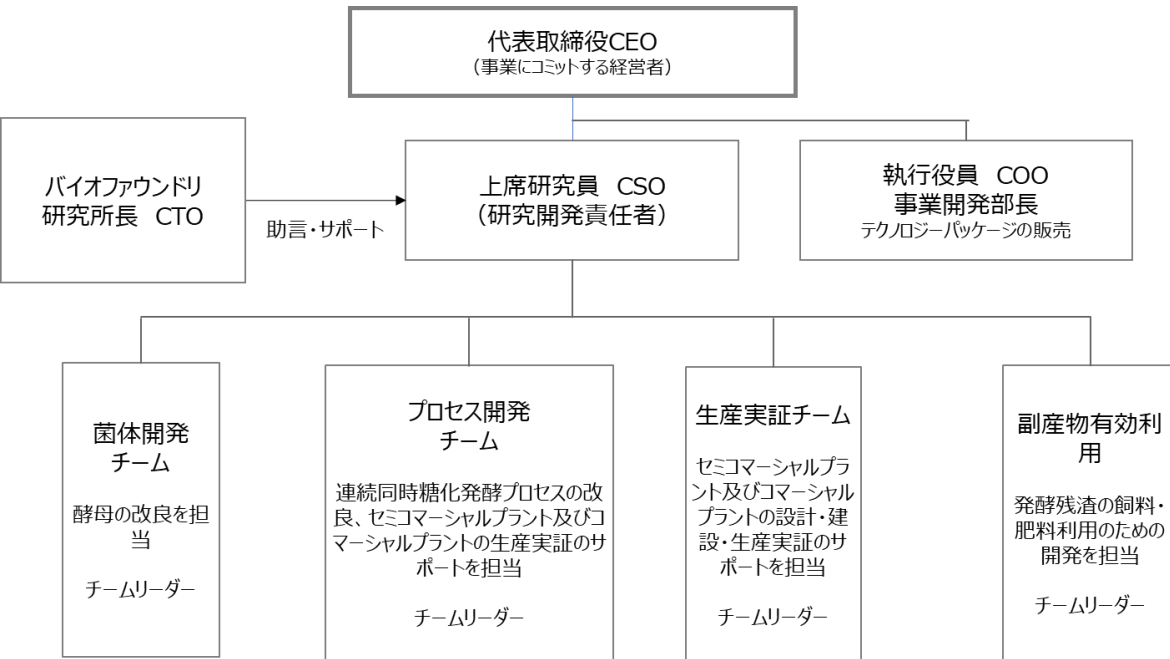 代表取締役CEO
（事業にコミットする経営者）
バイオファウンドリ
研究所長　CTO
助言・サポート
上席研究員　CSO
（研究開発責任者）
執行役員　COO
事業開発部長
テクノロジーパッケージの販売
菌体開発
チーム
酵母の改良を担
当
チームリーダー
プロセス開発
チーム
連続同時糖化発酵プロセスの改
良、セミコマーシャルプラント及びコ
マーシャルプラントの生産実証のサ
ポートを担当
チームリーダー
生産実証チーム
セミコマーシャルプラ
ント及びコマーシャル
プラントの設計・建
設・生産実証のサ
ポートを担当
チームリーダー
副産物有効利
用
発酵残渣の飼料・
肥料利用のための
開発を担当
チームリーダー